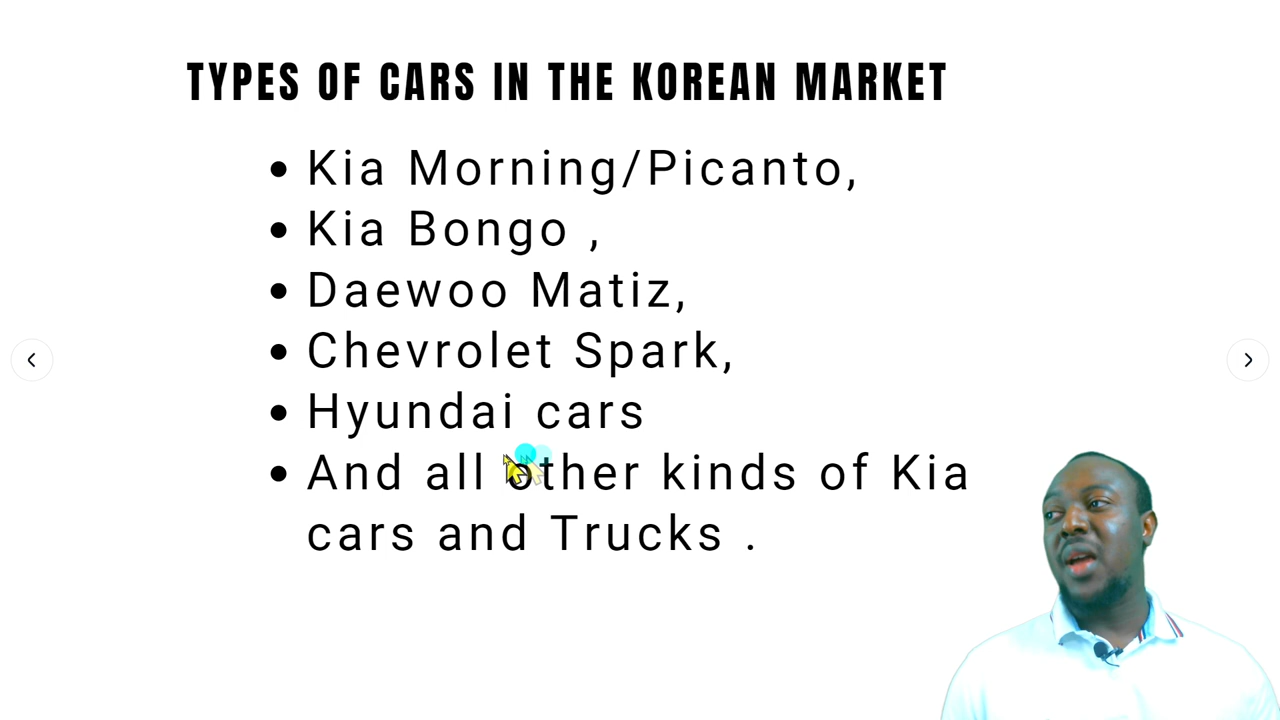 TYPES OF CARS IN THE KOREAN MARKET
• Kia Morning/Picanto,
• Kia Bongo ,
• Daewoo Matiz,
• Chevrolet Spark,
• Hyundai cars
• And all other kinds of Kia
cars and Trucks .